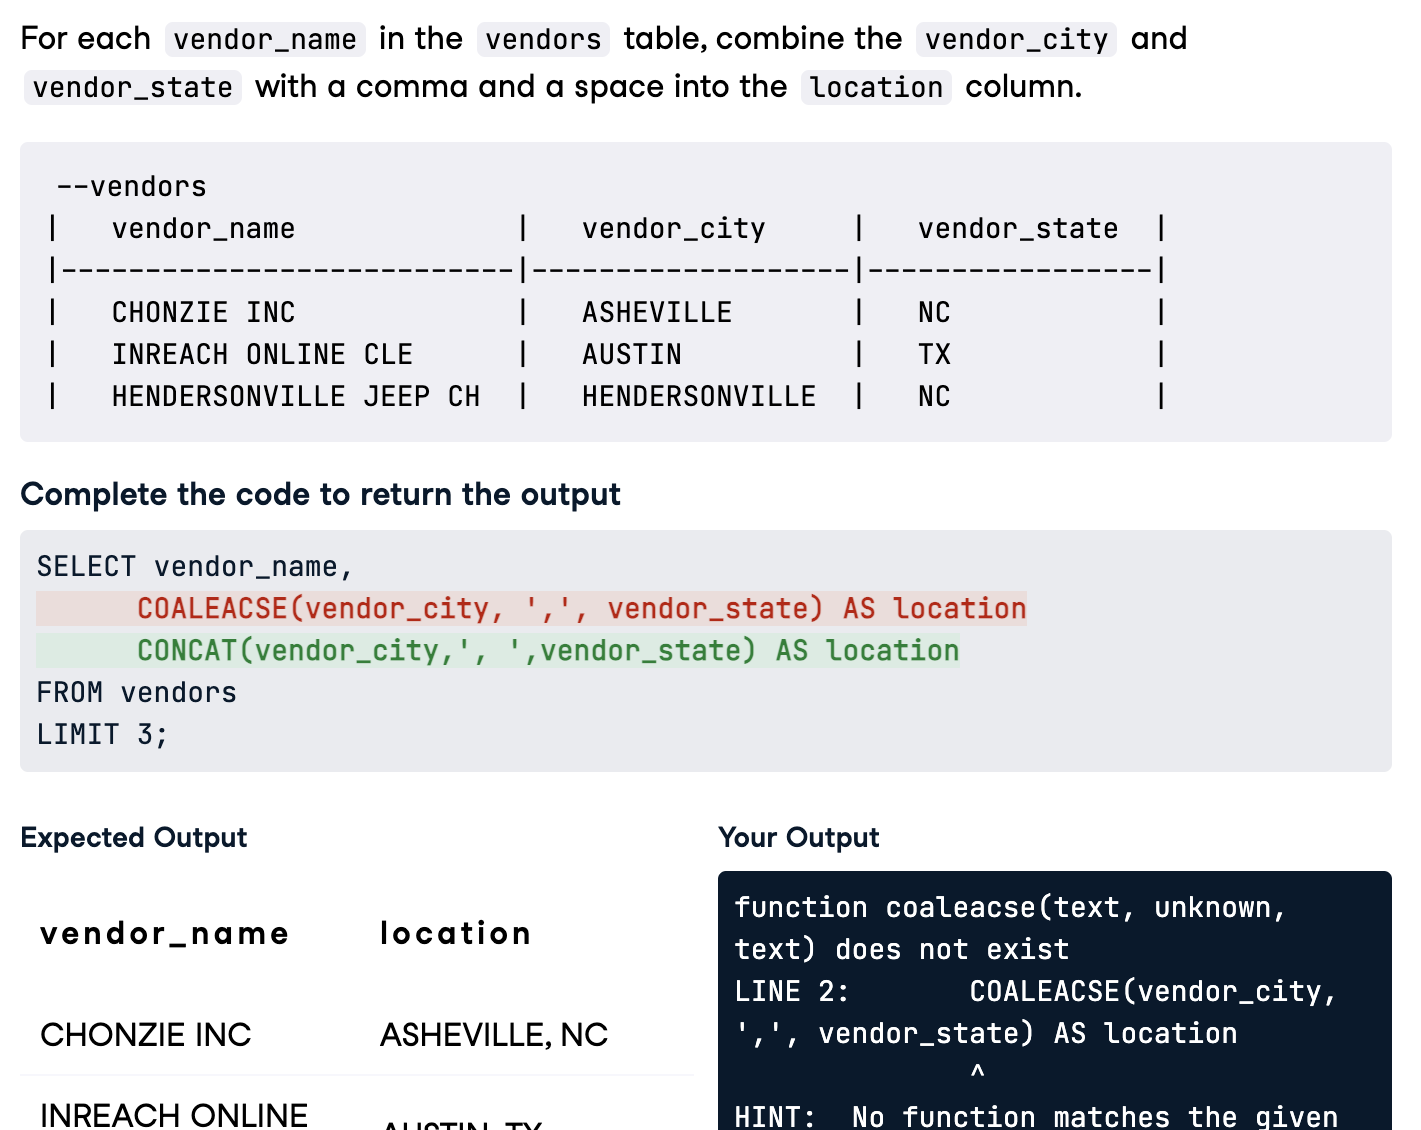 For each vendor_name in the vendors table, combine the vendor_city and
vendor_state with a comma and a space into the location column.
--vendors
|   vendor_name             |   vendor_city     |   vendor_state  |
|---------------------------|-------------------|-----------------|
|   CHONZIE INC             |   ASHEVILLE       |   NC            |
|   INREACH ONLINE CLE      |   AUSTIN          |   TX            |
|   HENDERSONVILLE JEEP CH  |   HENDERSONVILLE  |   NC            |
Complete the code to return the output
SELECT vendor_name,
      COALEACSE(vendor_city, ',', vendor_state) AS location
      CONCAT(vendor_city,', ',vendor_state) AS location
FROM vendors
LIMIT 3;
Expected Output
vendor_name location
CHONZIE INC ASHEVILLE, NC
INREACH ONLINE
AUSTIN, TX
Your Output
function coaleacse(text, unknown,
text) does not exist
LINE 2:       COALEACSE(vendor_city,
',', vendor_state) AS location
^
HINT:  No function matches the given